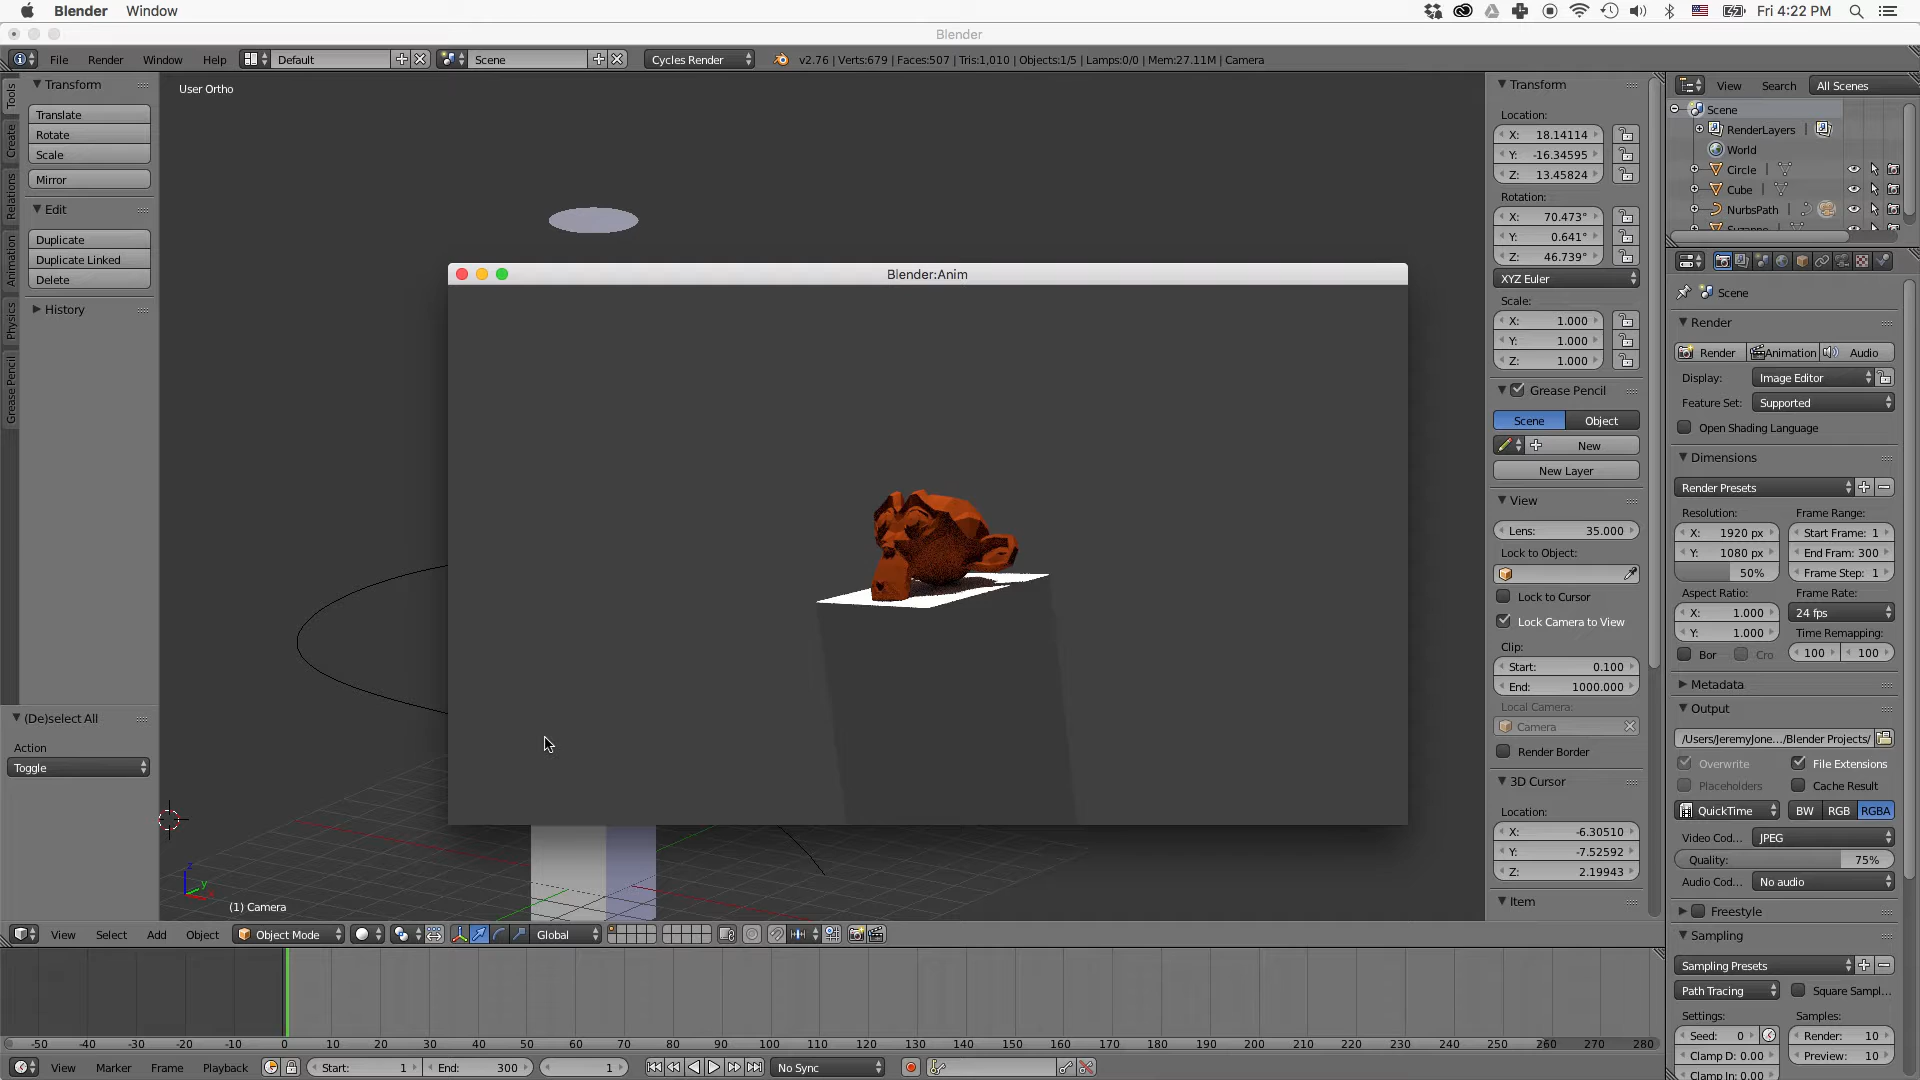 Blender Window Fri 4:22 PM
Blender
File Render Window Help Default Scene Cycles Render v2.76 | Verts:679 | Faces:507 | Tris:1,010 | Objects:1/5 | Lamps:0/0 | Mem:27.11M | Camera
Tools
Create
Relations
Animation
Physics
Grease Pencil
Transform
Translate
Rotate
Scale
Mirror
Edit
Duplicate
Duplicate Linked
Delete
History
(De)select All
Action
Toggle
User Ortho
Blender:Anim
(1) Camera
Transform
Location:
X: 18.14114
Y: -16.34595
Z: 13.45824
Rotation:
X: 70.473°
Y: 0.641°
Z: 46.739°
XYZ Euler
Scale:
X: 1.000
Y: 1.000
Z: 1.000
Grease Pencil
Scene Object
New
New Layer
View
Lens: 35.000
Lock to Object:
Lock to Cursor
Lock Camera to View
Clip:
Start: 0.100
End: 1000.000
Local Camera:
Camera
Render Border
3D Cursor
Location:
X: -6.30510
Y: -7.52592
Z: 2.19943
Item
View Search All Scenes
Scene
RenderLayers
World
Circle
Cube
NurbsPath
Scene
Render
Render Animation Audio
Display: Image Editor
Feature Set: Supported
Open Shading Language
Dimensions
Render Presets
Resolution: Frame Range:
X: 1920 px Start Frame: 1
Y: 1080 px End Fram: 300
50% Frame Step: 1
Aspect Ratio: Frame Rate:
X: 1.000 24 fps
Y: 1.000 Time Remapping:
Bor Cro 100 100
Metadata
Output
/Users/JeremyJone.../Blender Projects/
Overwrite File Extensions
Placeholders Cache Result
QuickTime BW RGB RGBA
Video Cod... JPEG
Quality: 75%
Audio Cod... No audio
Freestyle
Sampling
Sampling Presets
Path Tracing Square Sampl...
Settings: Samples:
Seed: 0 Render: 10
Clamp D: 0.00 Preview: 10
Clamp In: 0.00
View Select Add Object Object Mode Global
-50 -40 -30 -20 -10 0 10 20 30 40 50 60 70 80 90 100 110 120 130 140 150 160 170 180 190 200 210 220 230 240 250 260 270 280
View Marker Frame Playback Start: 1 End: 300 1 No Sync